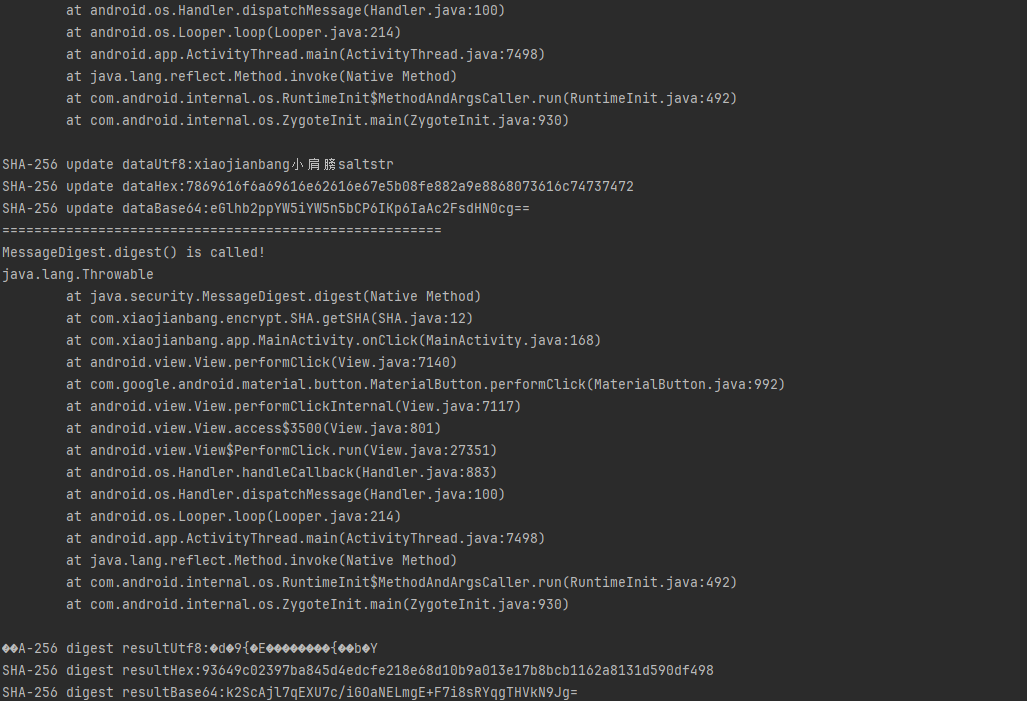 at android.os.Handler.dispatchMessage(Handler.java:100)
at android.os.Looper.loop(Looper.java:214)
at android.app.ActivityThread.main(ActivityThread.java:7498)
at java.lang.reflect.Method.invoke(Native Method)
at com.android.internal.os.RuntimeInit$MethodAndArgsCaller.run(RuntimeInit.java:492)
at com.android.internal.os.ZygoteInit.main(ZygoteInit.java:930)
SHA-256 update dataUtf8:xiaojianbang小肩膀saltstr
SHA-256 update dataHex:7869616f6a69616e62616e67e5b08fe882a9e8868073616c74737472
SHA-256 update dataBase64:eGlhb2ppYW5iYW5n5bCP6IKp6IaAc2FsdHN0cg==
=======================================================
MessageDigest.digest() is called!
java.lang.Throwable
at java.security.MessageDigest.digest(Native Method)
at com.xiaojianbang.encrypt.SHA.getSHA(SHA.java:12)
at com.xiaojianbang.app.MainActivity.onClick(MainActivity.java:168)
at android.view.View.performClick(View.java:7140)
at com.google.android.material.button.MaterialButton.performClick(MaterialButton.java:992)
at android.view.View.performClickInternal(View.java:7117)
at android.view.View.access$3500(View.java:801)
at android.view.View$PerformClick.run(View.java:27351)
at android.os.Handler.handleCallback(Handler.java:883)
at android.os.Handler.dispatchMessage(Handler.java:100)
at android.os.Looper.loop(Looper.java:214)
at android.app.ActivityThread.main(ActivityThread.java:7498)
at java.lang.reflect.Method.invoke(Native Method)
at com.android.internal.os.RuntimeInit$MethodAndArgsCaller.run(RuntimeInit.java:492)
at com.android.internal.os.ZygoteInit.main(ZygoteInit.java:930)
��A-256 digest resultUtf8:�d�9{�E��������{��b�Y
SHA-256 digest resultHex:93649c02397ba845d4edcfe218e68d10b9a013e17b8bcb1162a8131d590df498
SHA-256 digest resultBase64:k2ScAjl7qEXU7c/iGOaNELmgE+F7i8sRYqgTHVkN9Jg=